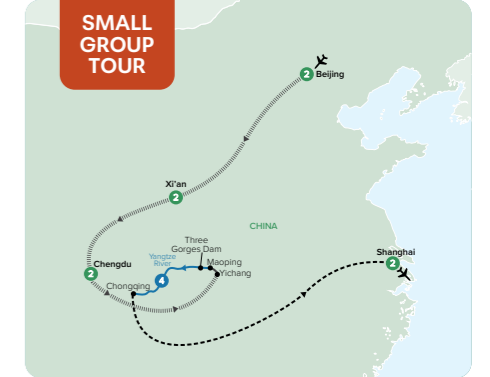 SMALL
GROUP
TOUR
2 Beijing
Xi'an
2
CHINA
Three
Gorges Dam
Yangtze
River
Maoping
Yichang
Shanghai
2
2 Chengdu
Chongqing
4